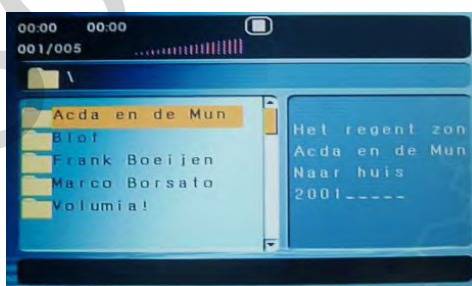 00:00 00:00
001/005
\
Acda en de Mun
Blof
Frank Boeijen
Marco Borsato
Volumia!
Het regent zon
Acda en de Mun
Naar huis
2001_____